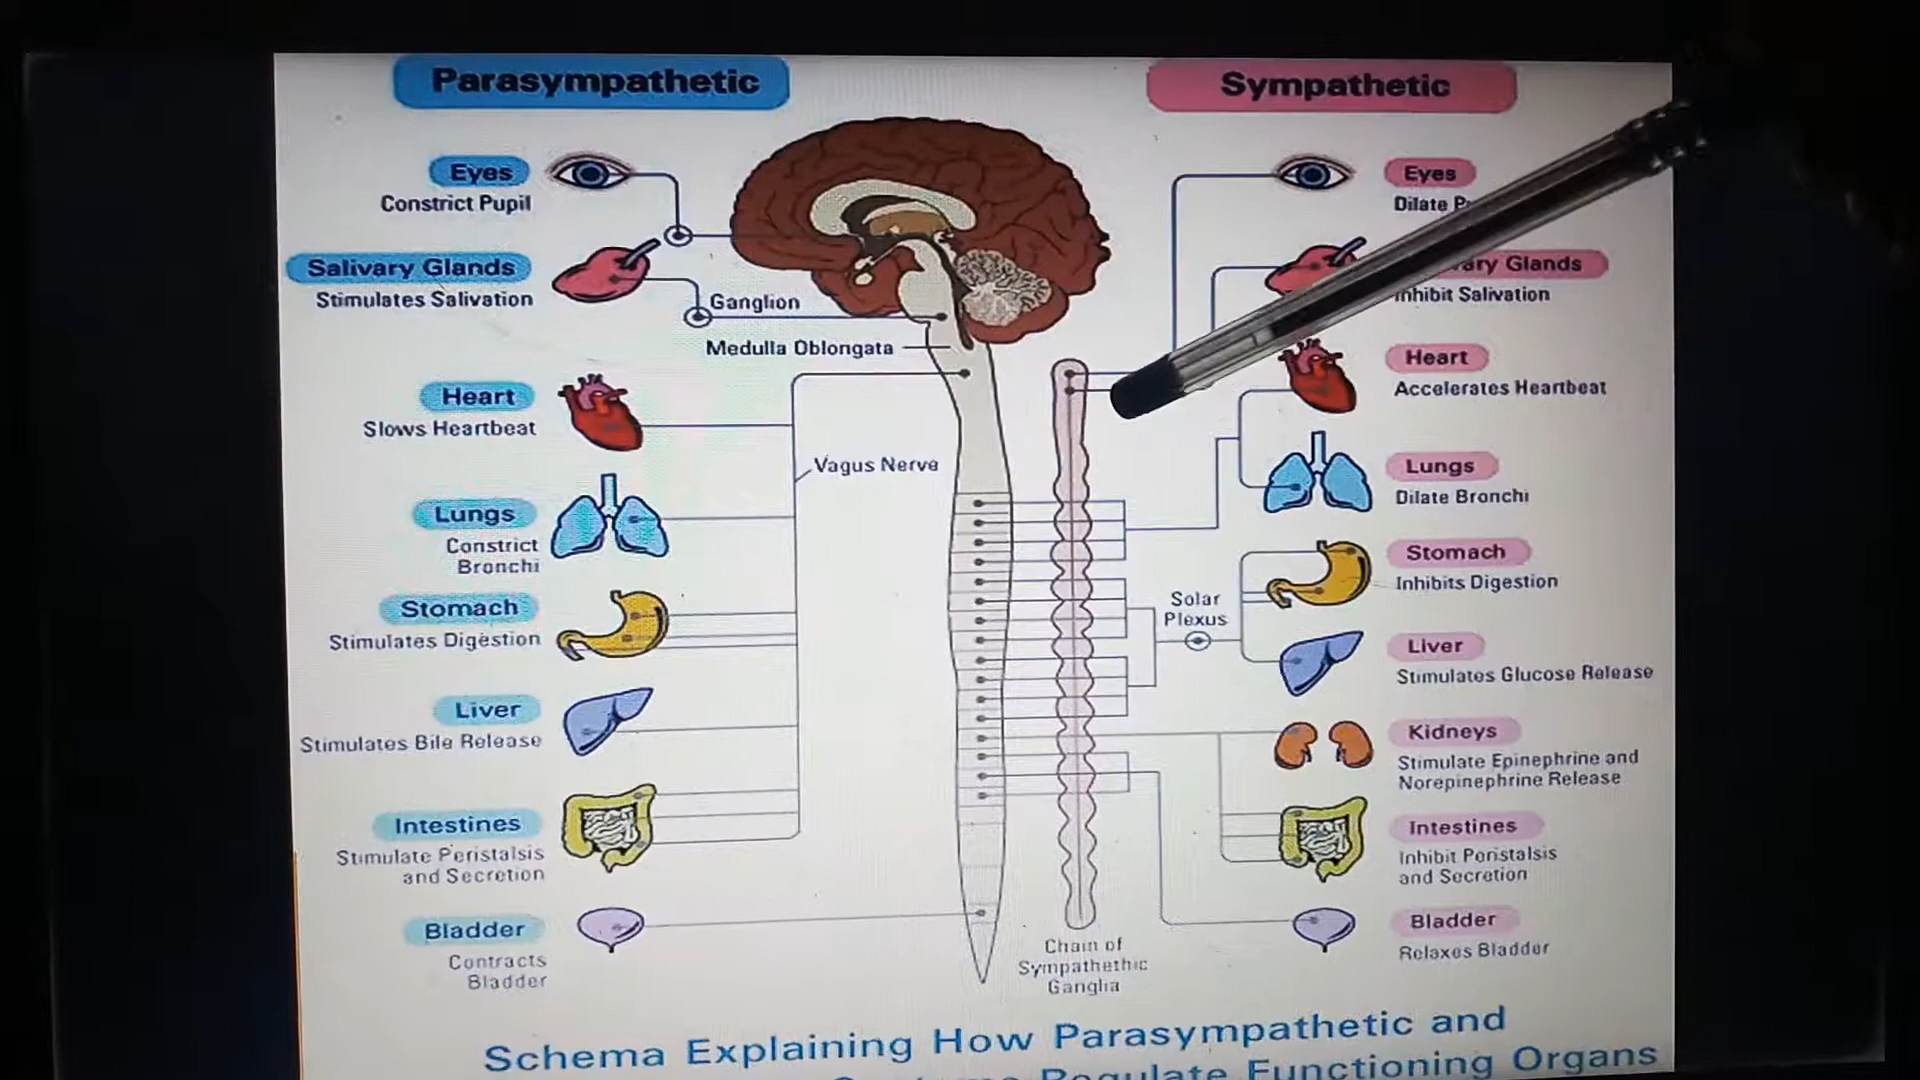 Parasympathetic
Sympathetic
Eyes
Constrict Pupil
Salivary Glands
Stimulates Salivation
Ganglion
Medulla Oblongata
Heart
Slows Heartbeat
Vagus Nerve
Lungs
Constrict
Bronchi
Stomach
Stimulates Digestion
Liver
Stimulates Bile Release
Intestines
Stimulate Peristalsis
and Secretion
Bladder
Contracts
Bladder
Eyes
Dilate
Glands
Inhibit Salivation
Heart
Accelerates Heartbeat
Lungs
Dilate Bronchi
Stomach
Inhibits Digestion
Solar
Plexus
Liver
Stimulates Glucose Release
Kidneys
Stimulate Epinephrine and
Norepinephrine Release
Intestines
Inhibit Peristalsis
and Secretion
Bladder
Relaxes Bladder
Chain of
Sympathethic
Ganglia
Schema Explaining How Parasympathetic and
Regulate Functioning Organs